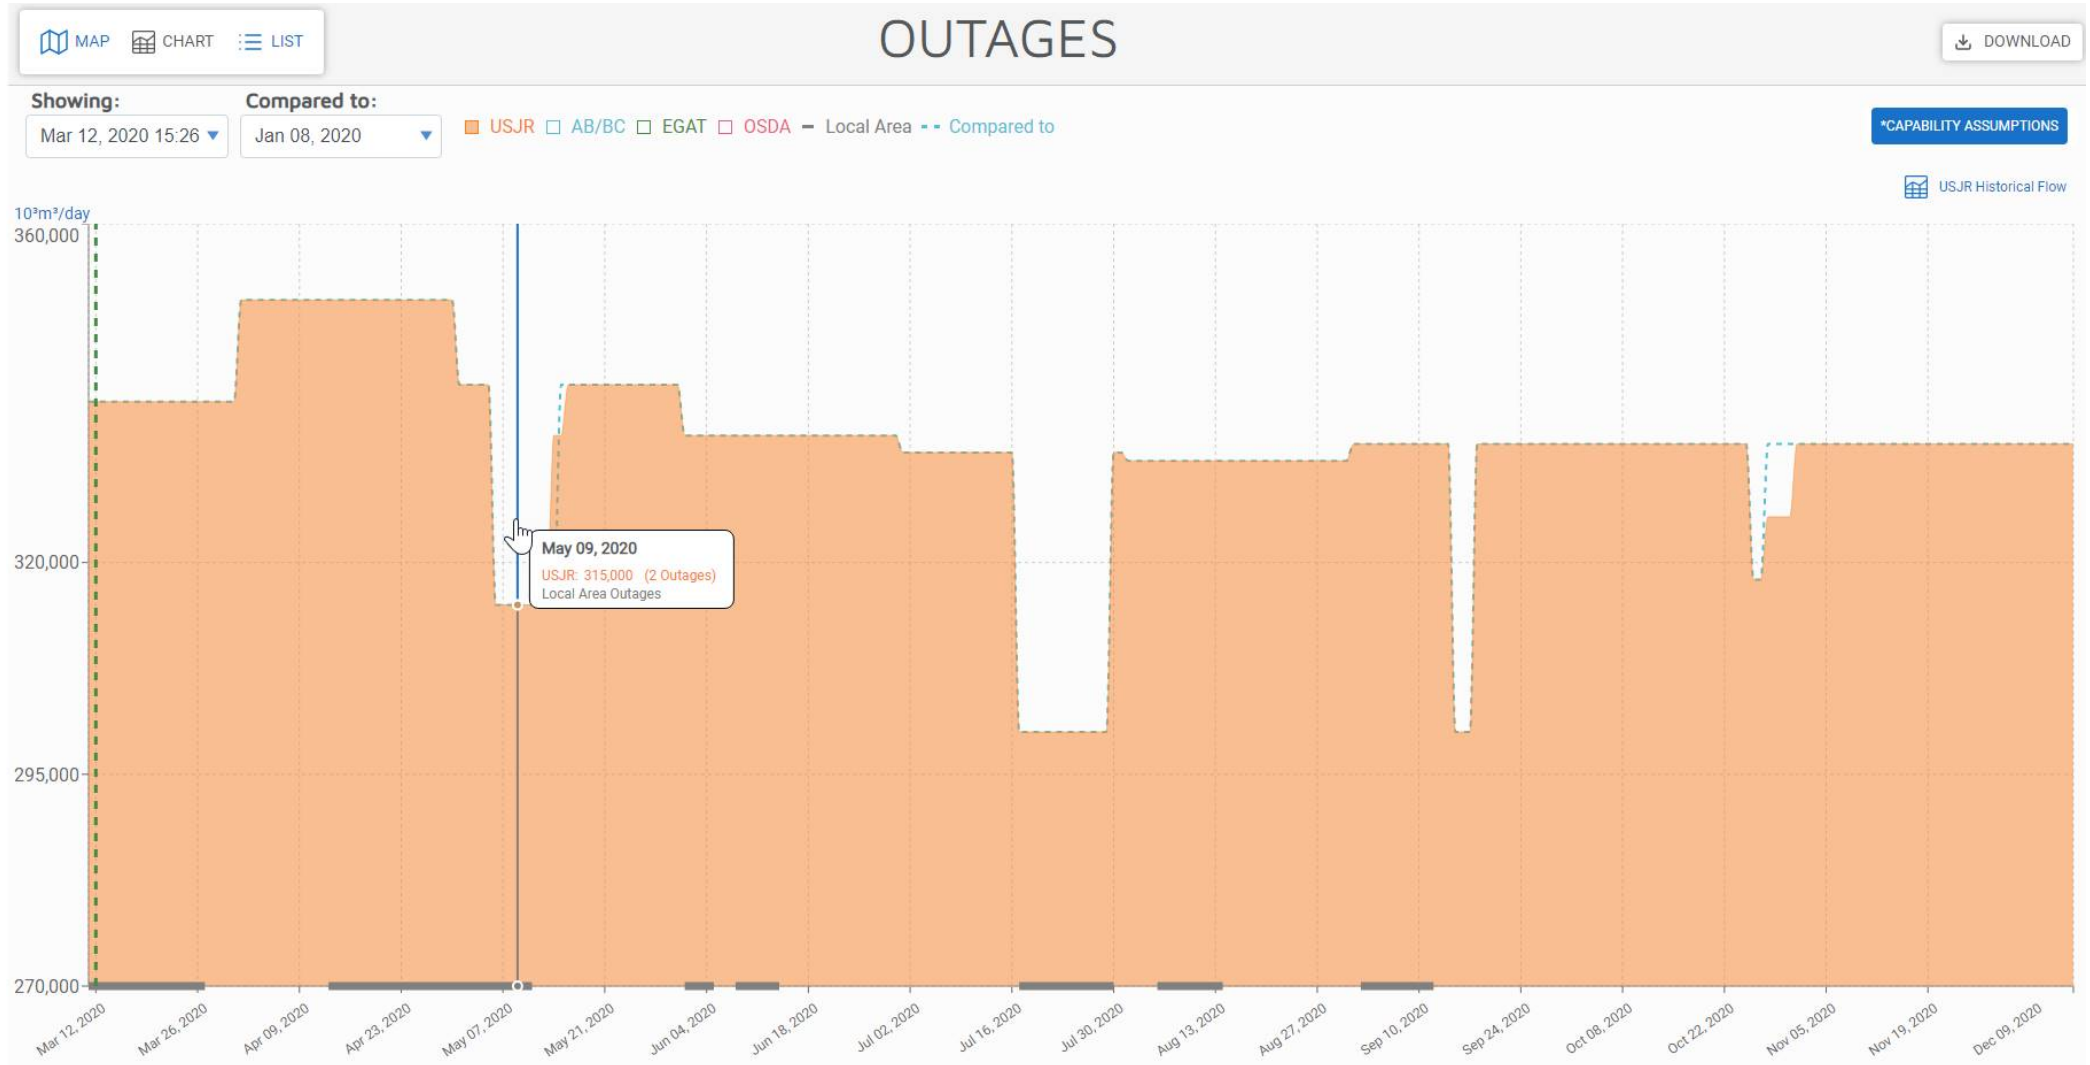 MAP CHART LIST
OUTAGES
DOWNLOAD
Showing:
Compared to:
Mar 12, 2020 15:26
Jan 08, 2020
USJR AB/BC EGAT OSDA Local Area Compared to
*CAPABILITY ASSUMPTIONS
USJR Historical Flow
10³m³/day
360,000
320,000
May 09, 2020
USJR: 315,000 (2 Outages)
Local Area Outages
295,000
270,000
Mar 12, 2020
Mar 26, 2020
Apr 09, 2020
Apr 23, 2020
May 07, 2020
May 21, 2020
Jun 04, 2020
Jun 18, 2020
Jul 02, 2020
Jul 16, 2020
Jul 30, 2020
Aug 13, 2020
Aug 27, 2020
Sep 10, 2020
Sep 24, 2020
Oct 08, 2020
Oct 22, 2020
Nov 05, 2020
Nov 19, 2020
Dec 09, 2020